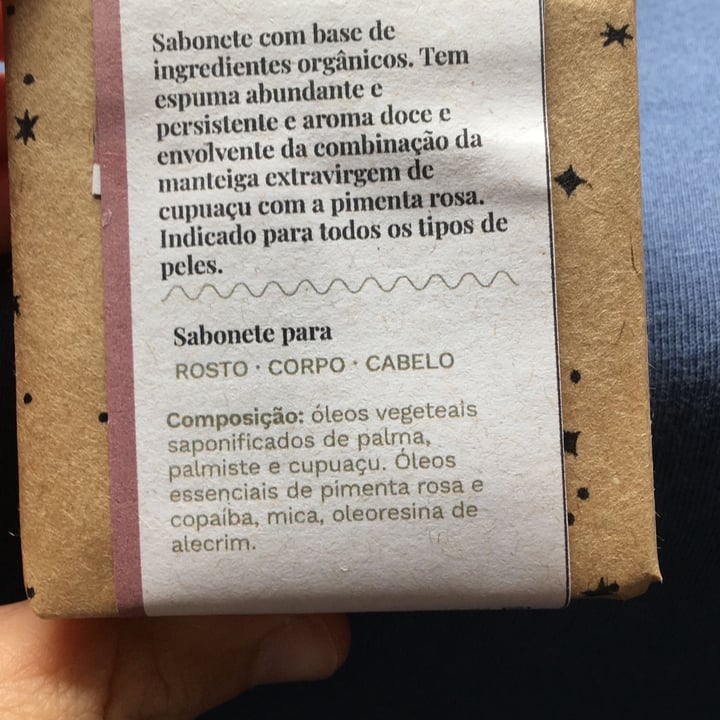 Sabonete com base de
ingredientes orgânicos. Tem
espuma abundante e
persistente e aroma doce e
envolvente da combinação da
manteiga extravirgem de
cupuaçu com a pimenta rosa.
Indicado para todos os tipos de
peles.
Sabonete para
ROSTO · CORPO · CABELO
Composição: óleos vegeteais
saponificados de palma,
palmiste e cupuaçu. Óleos
essenciais de pimenta rosa e
copaíba, mica, oleoresina de
alecrim.